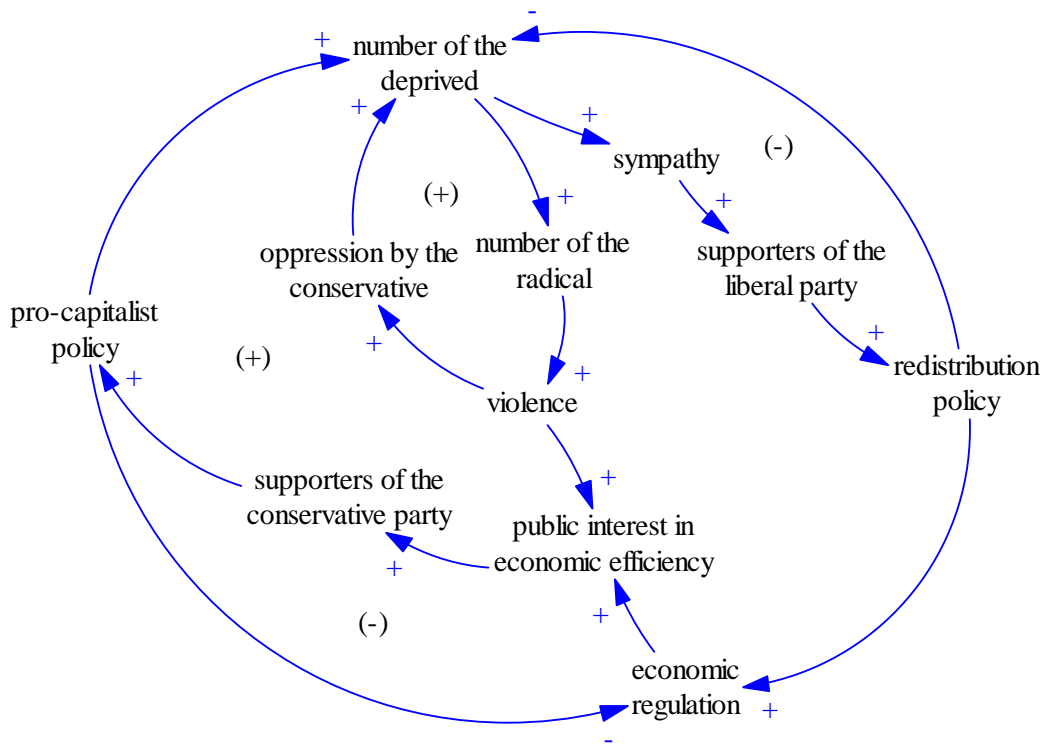 -
+
number of the
deprived
+
+
sympathy
(-)
(+)
+
+
number of the
radical
oppression by the
conservative
supporters of the
liberal party
pro-capitalist
policy
+
(+)
+
redistribution
policy
+
+
violence
supporters of the
conservative party
+
public interest in
economic efficiency
+
+
(-)
economic
regulation
+
-